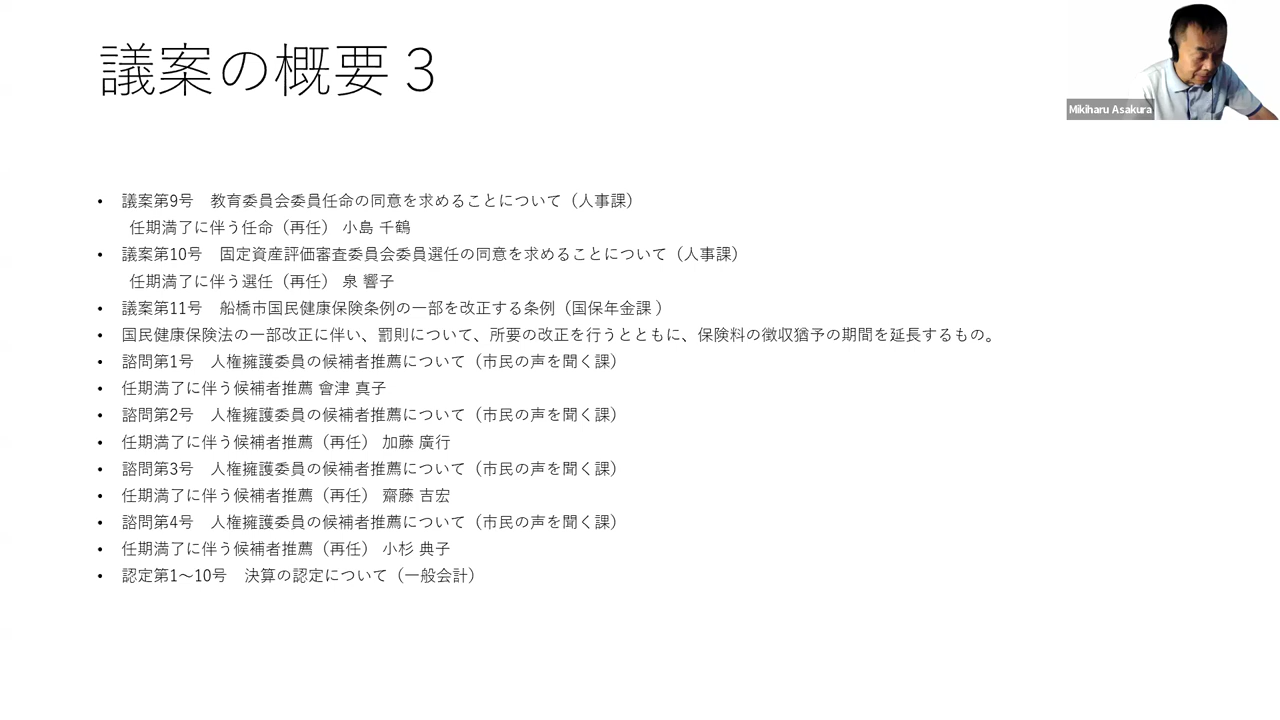 議案の概要３
Mikiharu Asakura
• 議案第9号　教育委員会委員任命の同意を求めることについて（人事課）
任期満了に伴う任命（再任） 小島 千鶴
• 議案第10号　固定資産評価審査委員会委員選任の同意を求めることについて（人事課）
任期満了に伴う選任（再任） 泉 響子
• 議案第11号　船橋市国民健康保険条例の一部を改正する条例（国保年金課 ）
• 国民健康保険法の一部改正に伴い、罰則について、所要の改正を行うとともに、保険料の徴収猶予の期間を延長するもの。
• 諮問第1号　人権擁護委員の候補者推薦について（市民の声を聞く課）
• 任期満了に伴う候補者推薦 會津 真子
• 諮問第2号　人権擁護委員の候補者推薦について（市民の声を聞く課）
• 任期満了に伴う候補者推薦（再任） 加藤 廣行
• 諮問第3号　人権擁護委員の候補者推薦について（市民の声を聞く課）
• 任期満了に伴う候補者推薦（再任） 齋藤 吉宏
• 諮問第4号　人権擁護委員の候補者推薦について（市民の声を聞く課）
• 任期満了に伴う候補者推薦（再任） 小杉 典子
• 認定第1～10号　決算の認定について（一般会計）